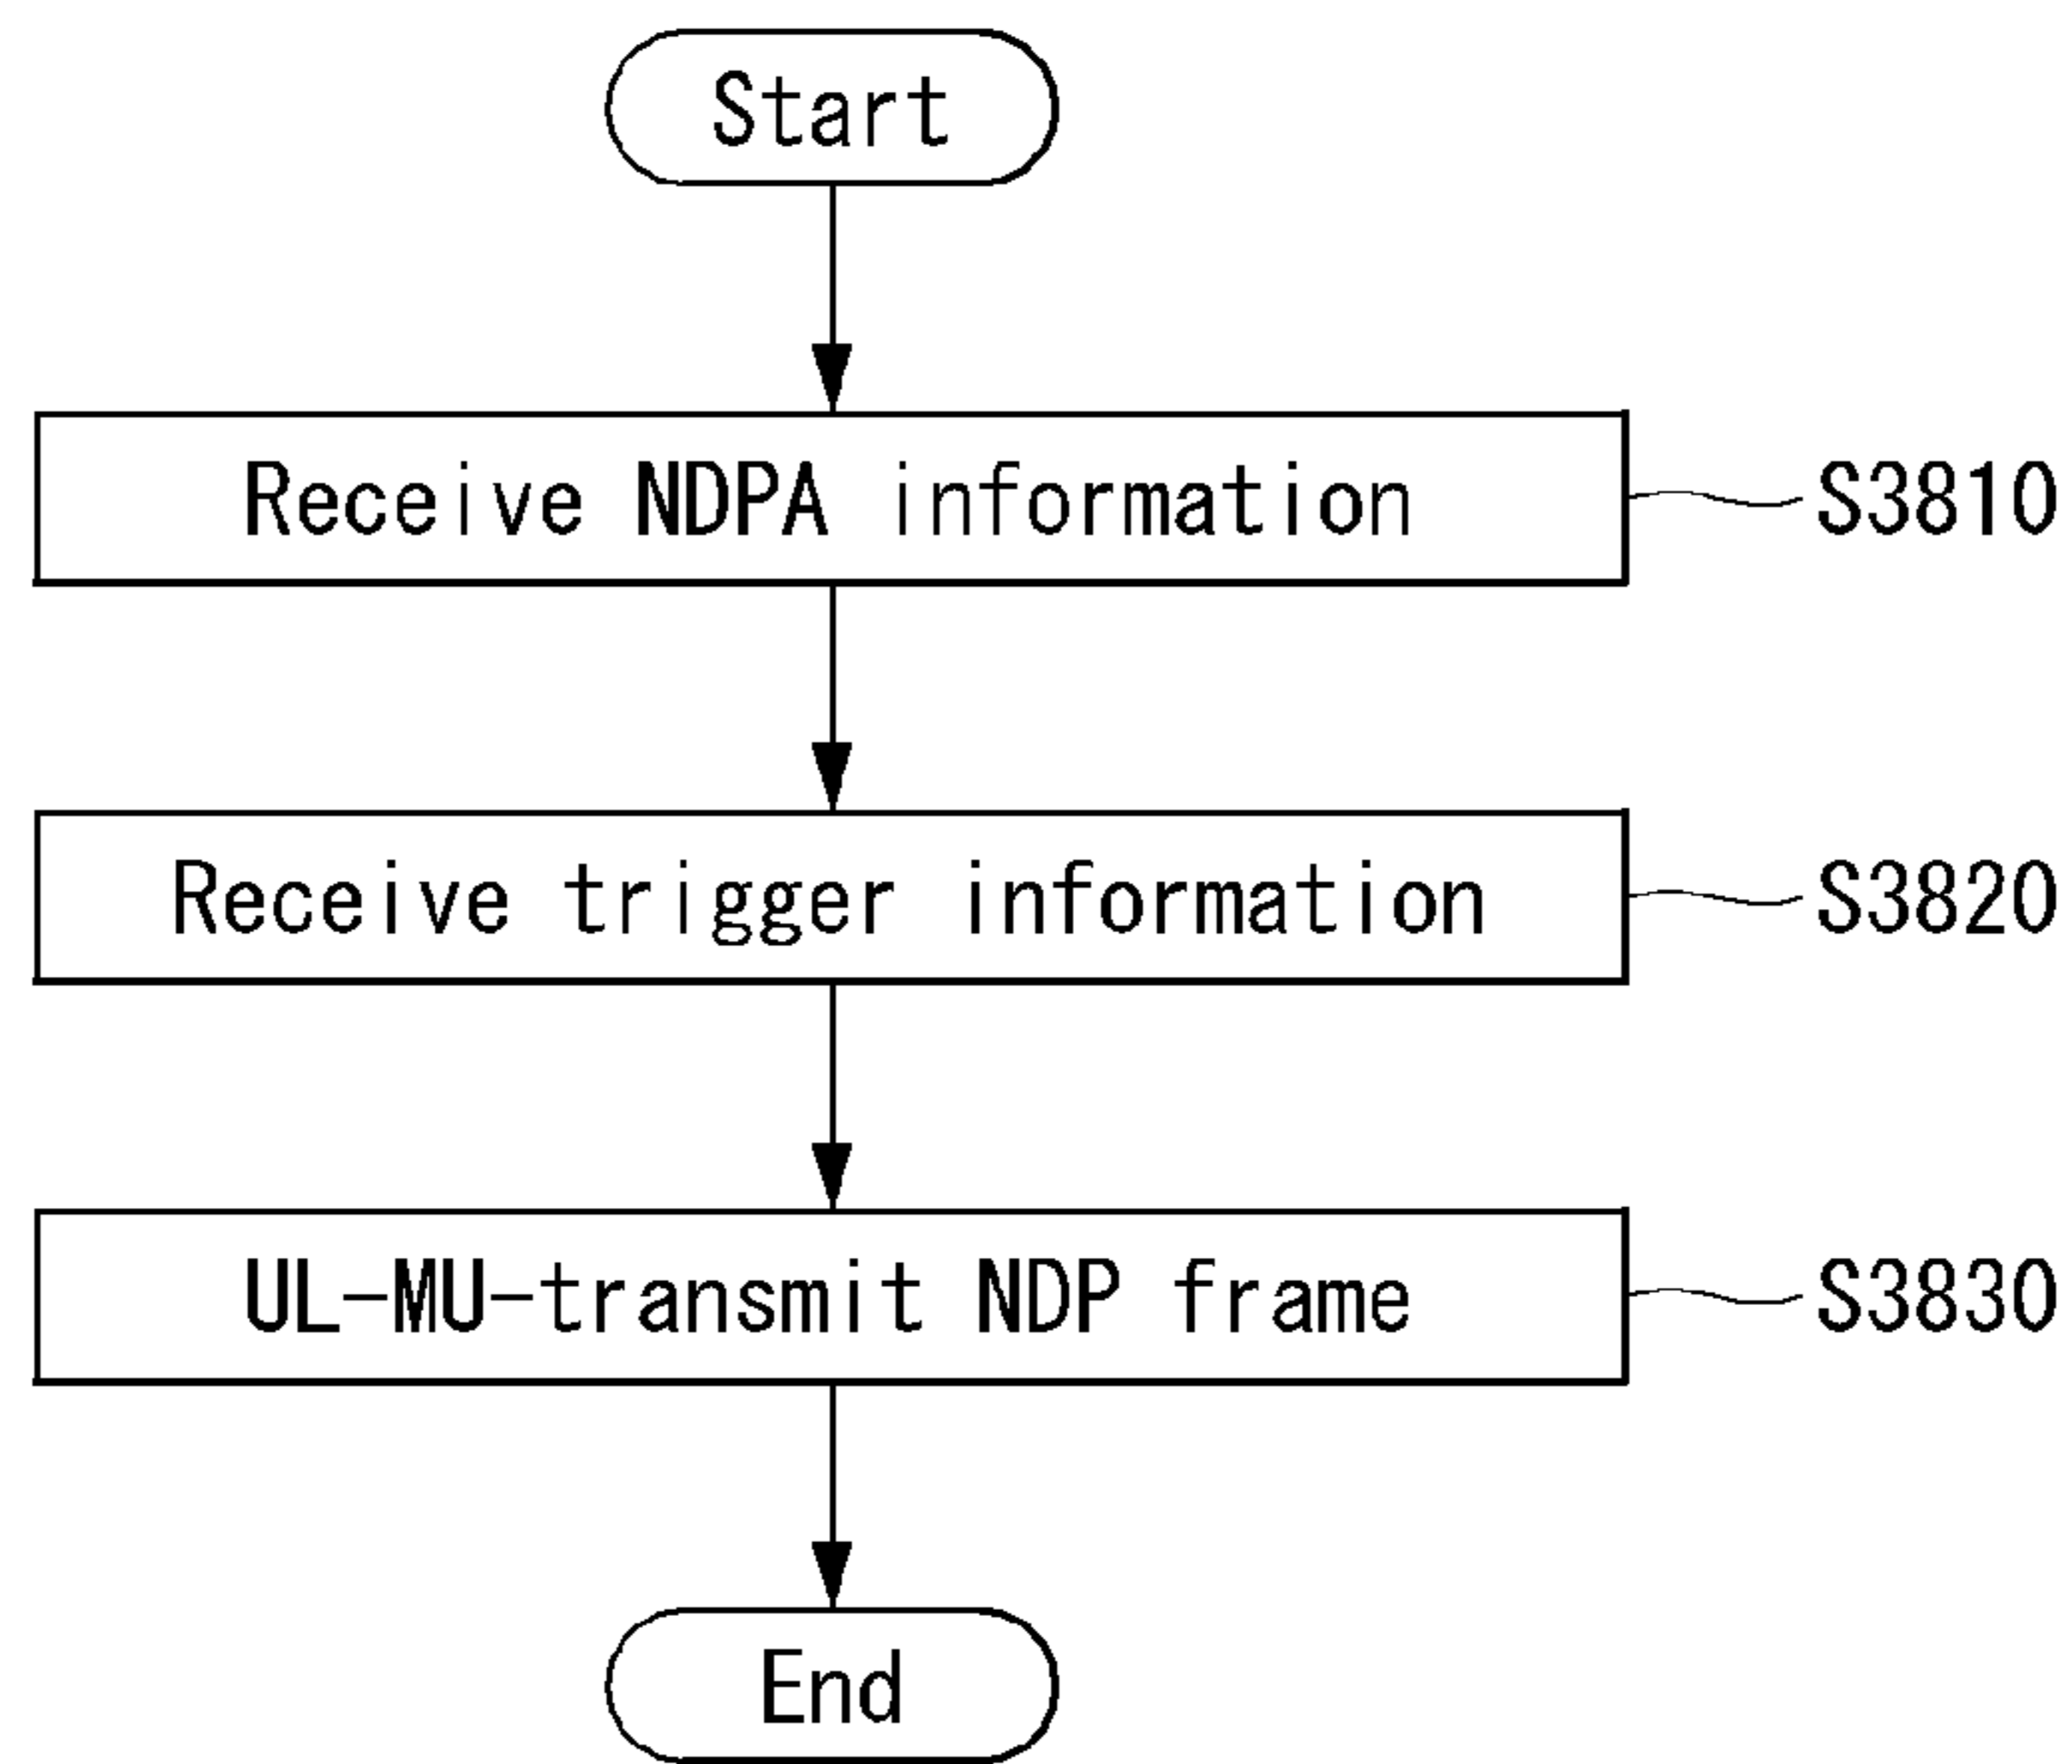 Start
Receive NDPA information
S3810
Receive trigger information
S3820
UL-MU-transmit NDP frame
S3830
End